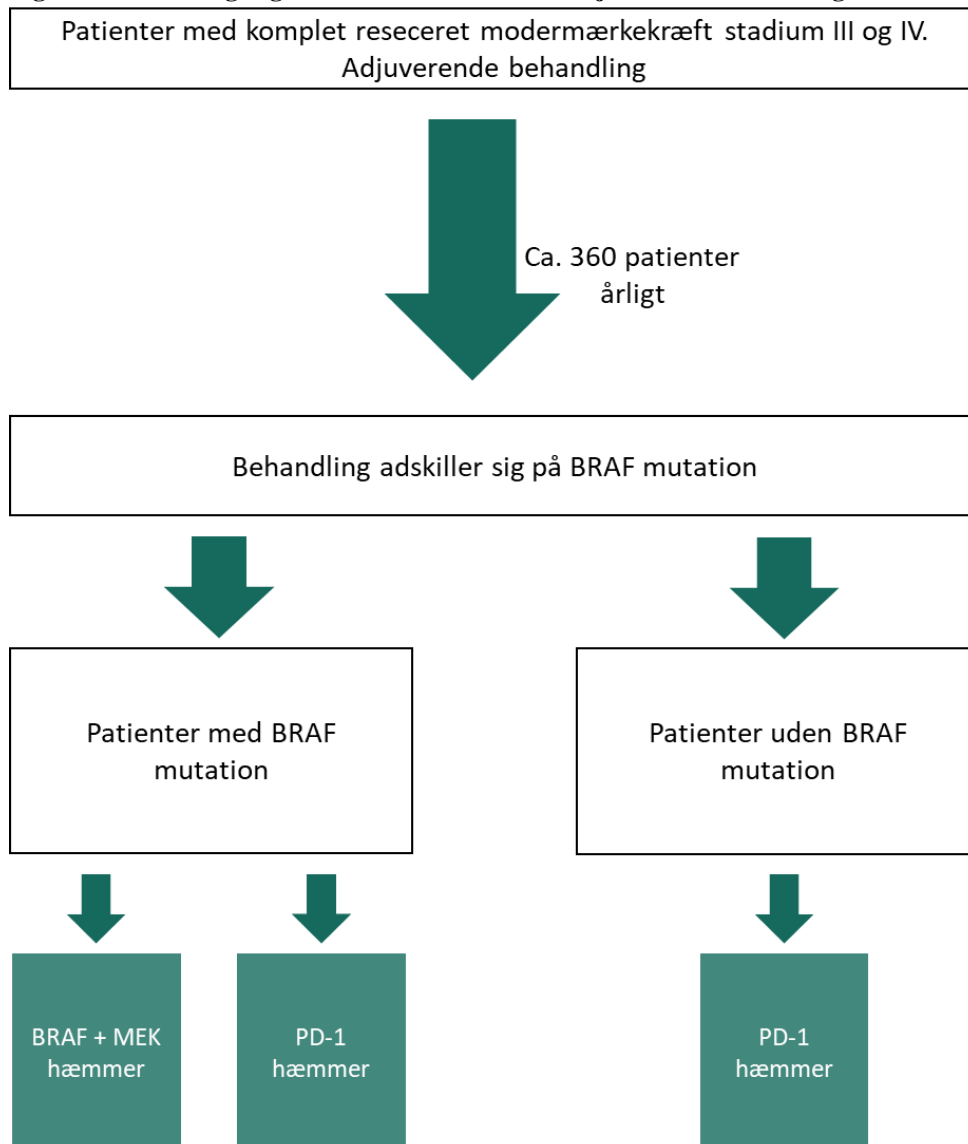 Patienter med komplet reseceret modermærkekræft stadium III og IV.
Adjuverende behandling
Ca. 360 patienter
årligt
Behandling adskiller sig på BRAF mutation
Patienter med BRAF
mutation
Patienter uden BRAF
mutation
BRAF + MEK
hæmmer
PD-1
hæmmer
PD-1
hæmmer